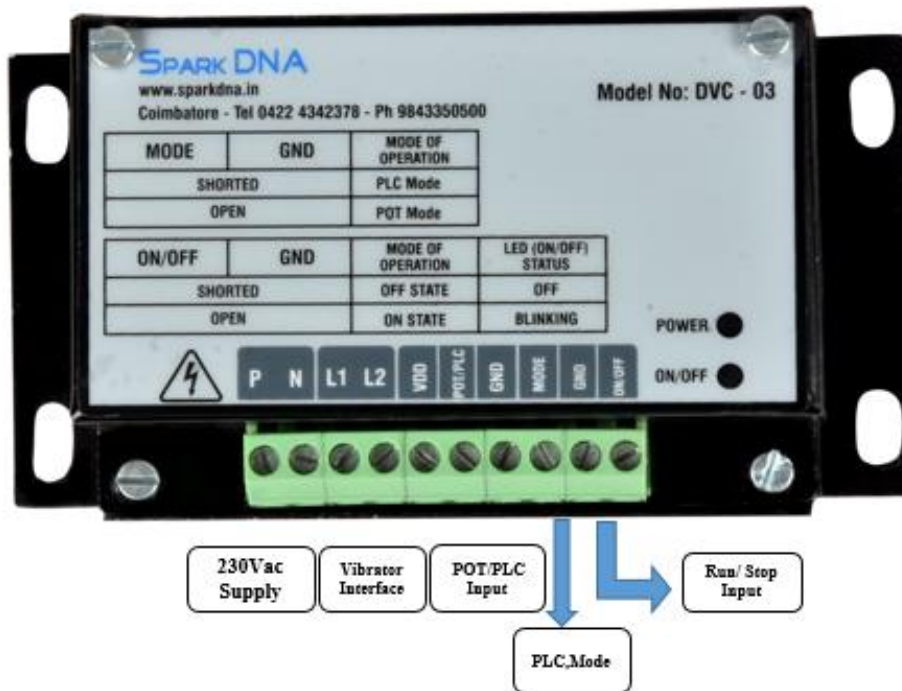 SPARK DNA
www.sparkdna.in
Coimbatore - Tel 0422 4342378 - Ph 9843350500
Model No: DVC - 03
MODE GND MODE OF OPERATION
SHORTED PLC Mode
OPEN POT Mode
ON/OFF GND MODE OF OPERATION LED (ON/OFF) STATUS
SHORTED OFF STATE OFF
OPEN ON STATE BLINKING
POWER
ON/OFF
P N L1 L2 VDD POT/PLC GND MODE GND ON/OFF
230Vac
Supply
Vibrator
Interface
POT/PLC
Input
Run/ Stop
Input
PLC,Mode